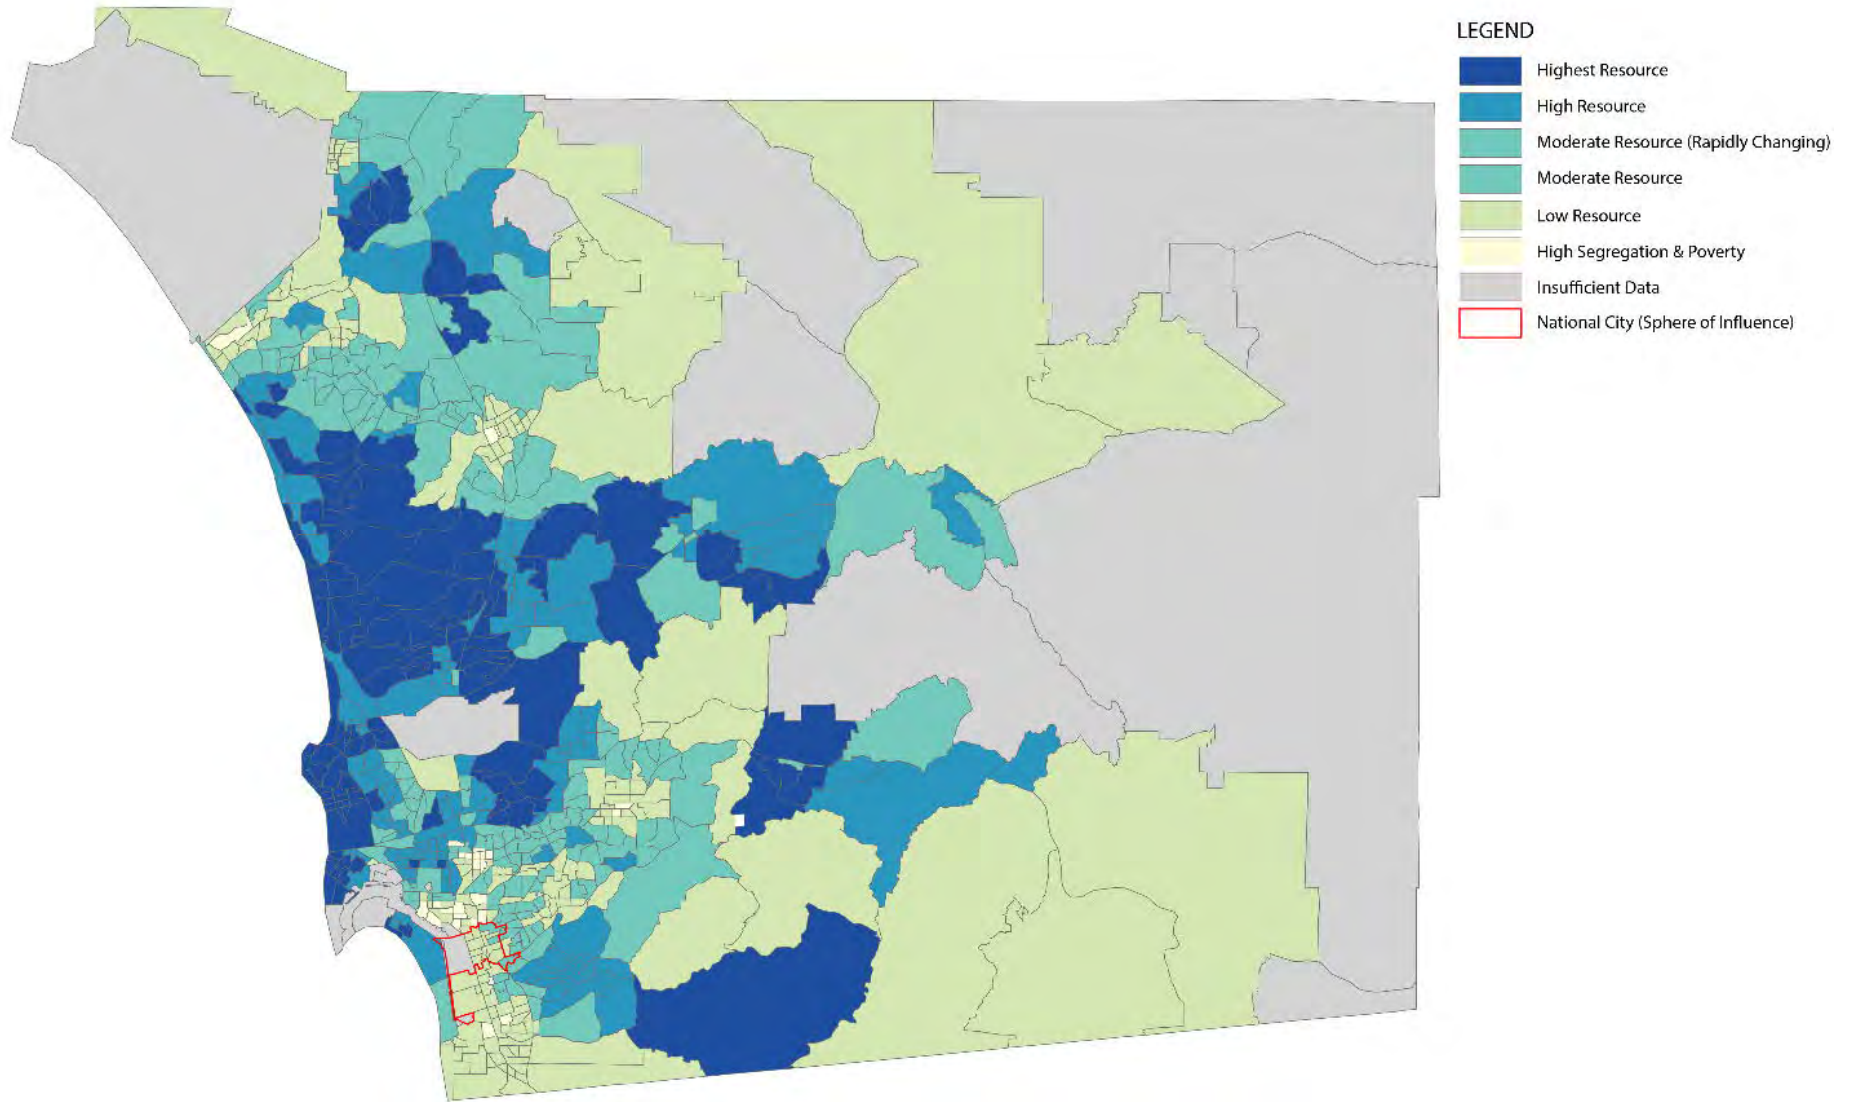 LEGEND
Highest Resource
High Resource
Moderate Resource (Rapidly Changing)
Moderate Resource
Low Resource
High Segregation & Poverty
Insufficient Data
National City (Sphere of Influence)